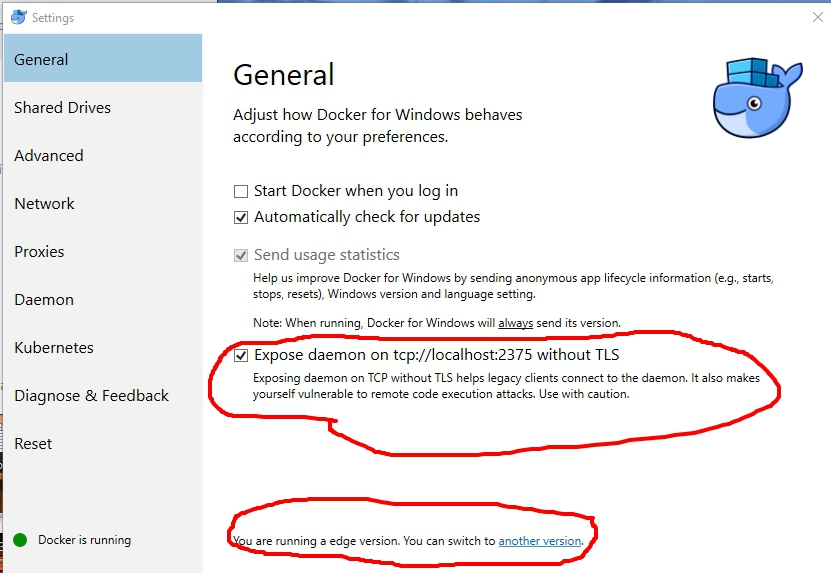 Settings
General
Shared Drives
Advanced
Network
Proxies
Daemon
Kubernetes
Diagnose & Feedback
Reset
Docker is running
General
Adjust how Docker for Windows behaves
according to your preferences.
Start Docker when you log in
Automatically check for updates
Send usage statistics
Help us improve Docker for Windows by sending anonymous app lifecycle information (e.g., starts,
stops, resets), Windows version and language setting.
Note: When running, Docker for Windows will always send its version.
Expose daemon on tcp://localhost:2375 without TLS
Exposing daemon on TCP without TLS helps legacy clients connect to the daemon. It also makes
yourself vulnerable to remote code execution attacks. Use with caution.
You are running a edge version. You can switch to another version.